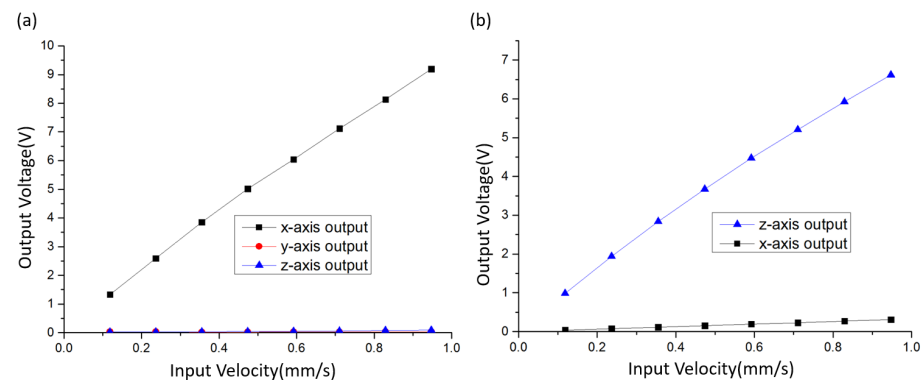 (a)
10
9
8
7
6
5
4
3
2
1
0
Output Voltage(V)
x-axis output
y-axis output
z-axis output
0.0 0.2 0.4 0.6 0.8 1.0
Input Velocity(mm/s)
(b)
7
6
5
4
3
2
1
0
Output Voltage(V)
z-axis output
x-axis output
0.0 0.2 0.4 0.6 0.8 1.0
Input Velocity(mm/s)